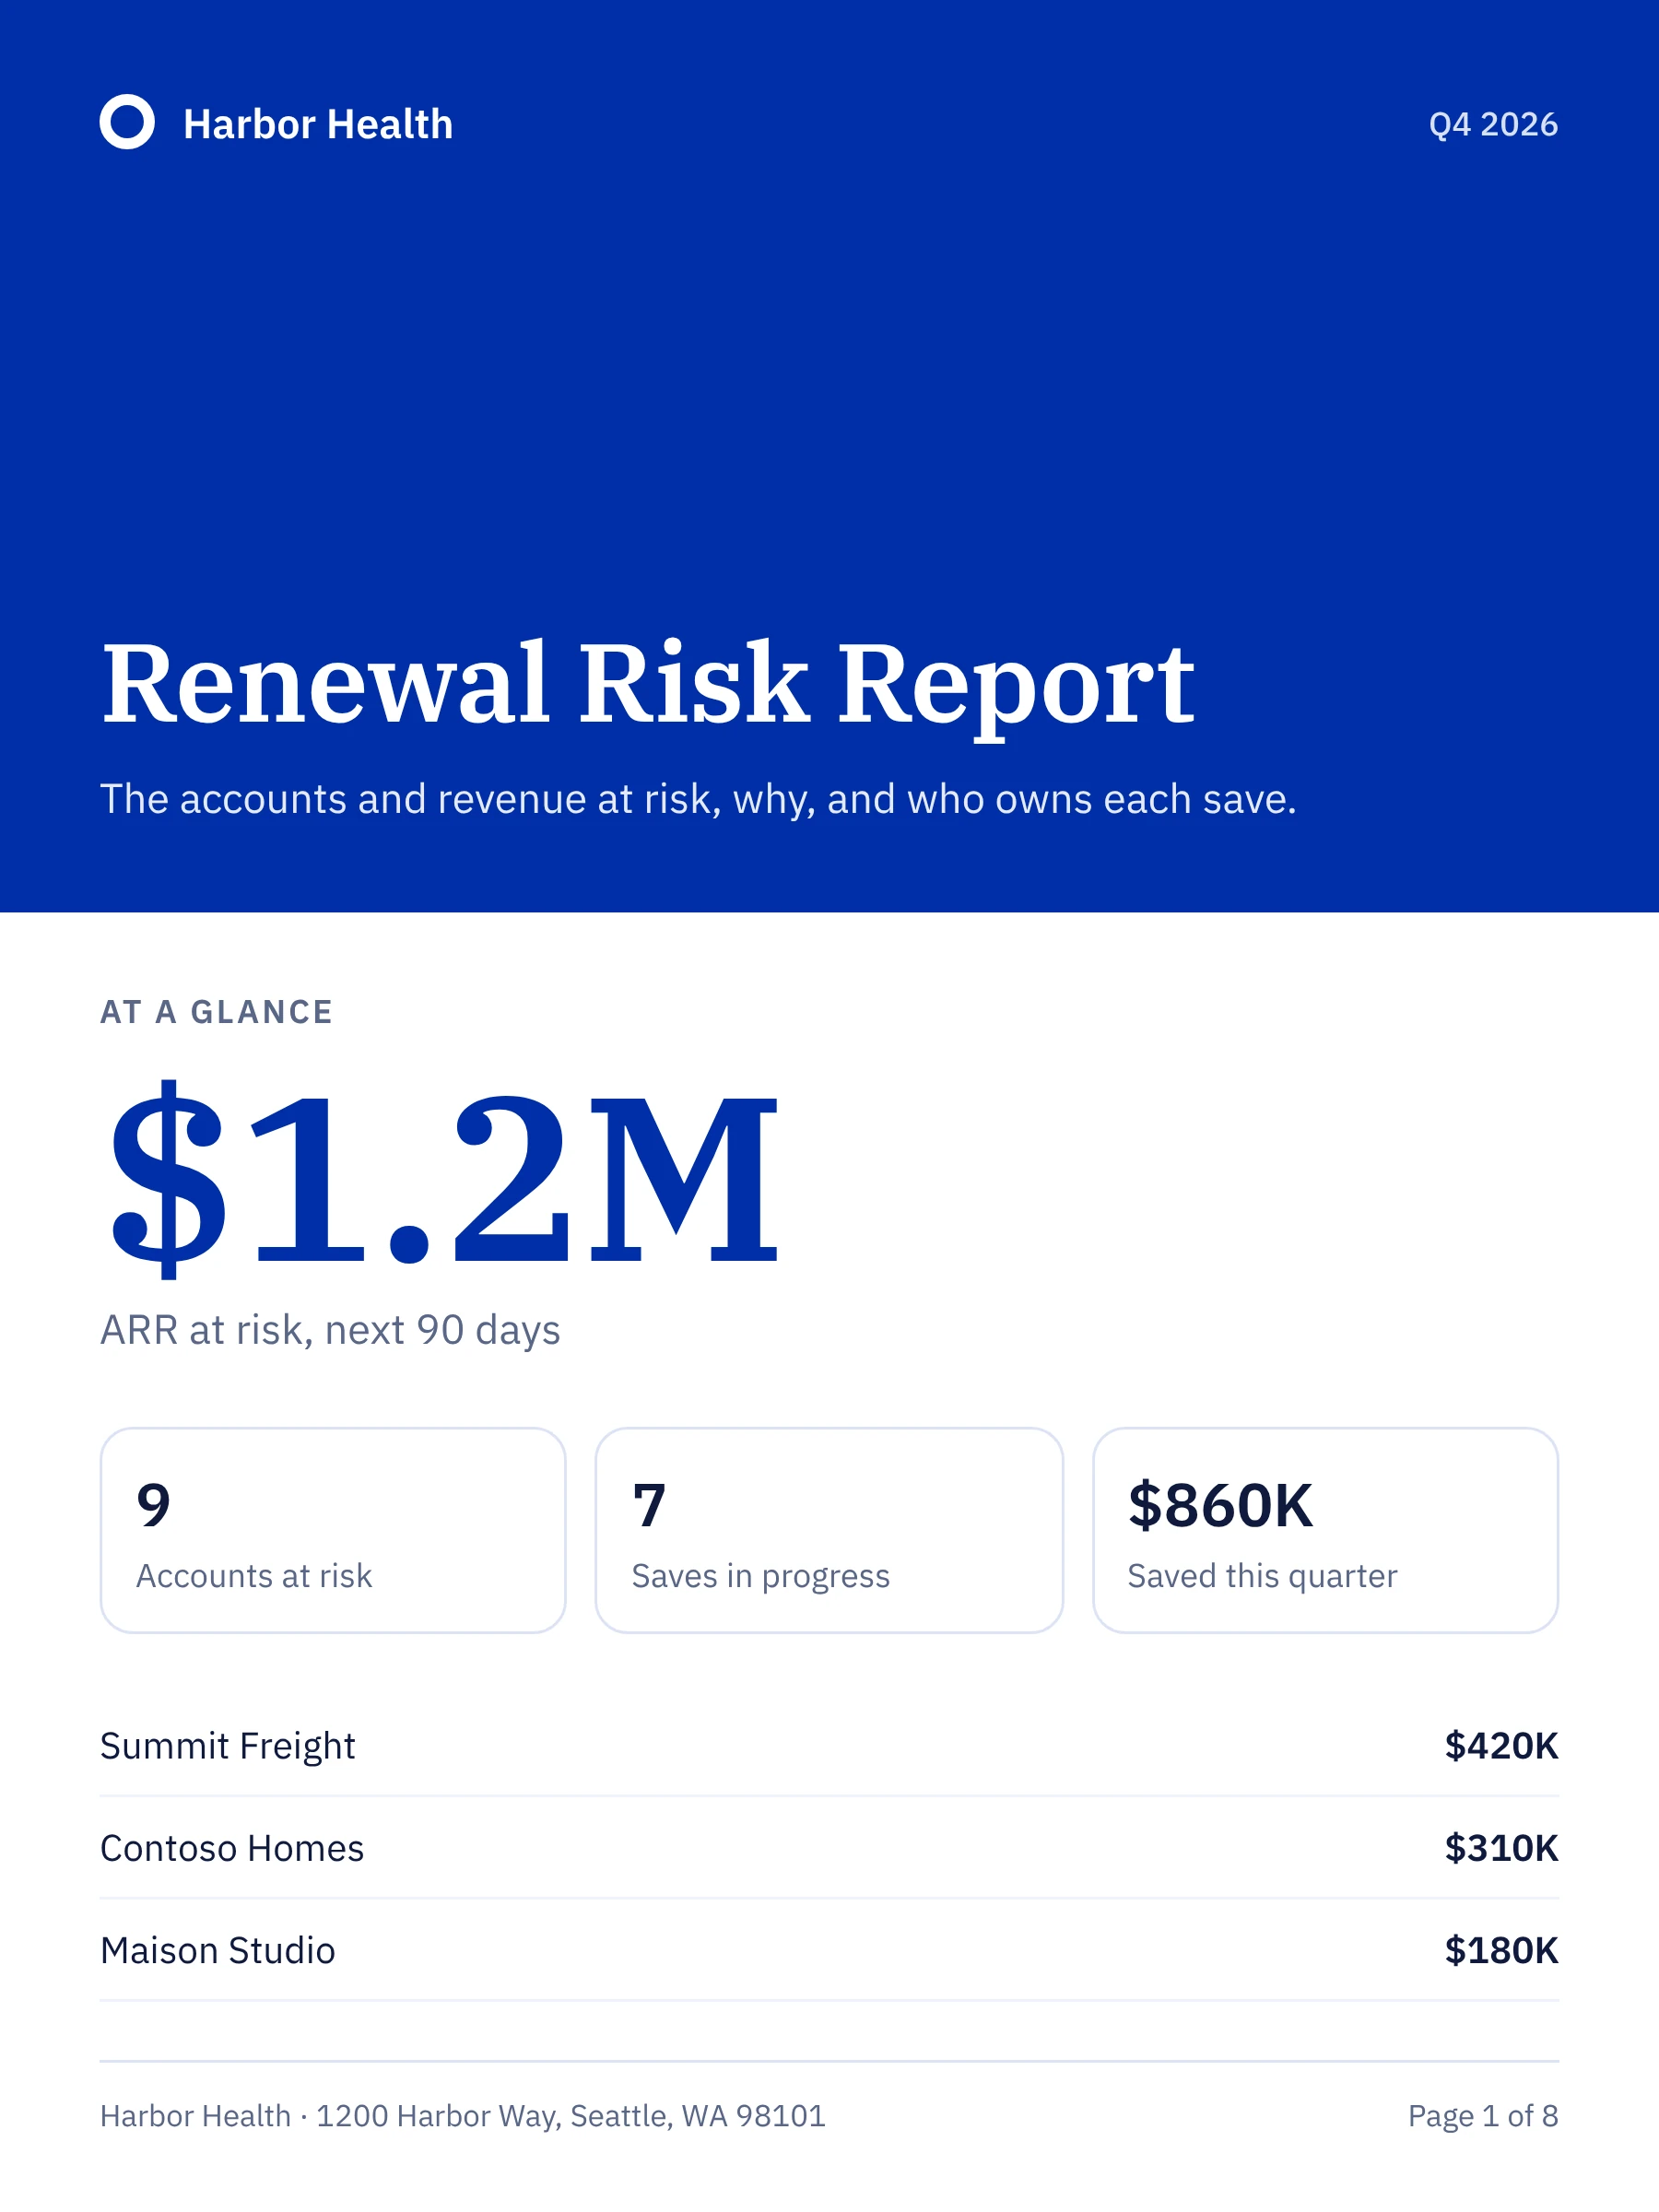 Harbor Health
Q4 2026
Renewal Risk Report
The accounts and revenue at risk, why, and who owns each save.
AT A GLANCE
$1.2M
ARR at risk, next 90 days
9
Accounts at risk
7
Saves in progress
$860K
Saved this quarter
Summit Freight $420K
Contoso Homes $310K
Maison Studio $180K
Harbor Health · 1200 Harbor Way, Seattle, WA 98101
Page 1 of 8